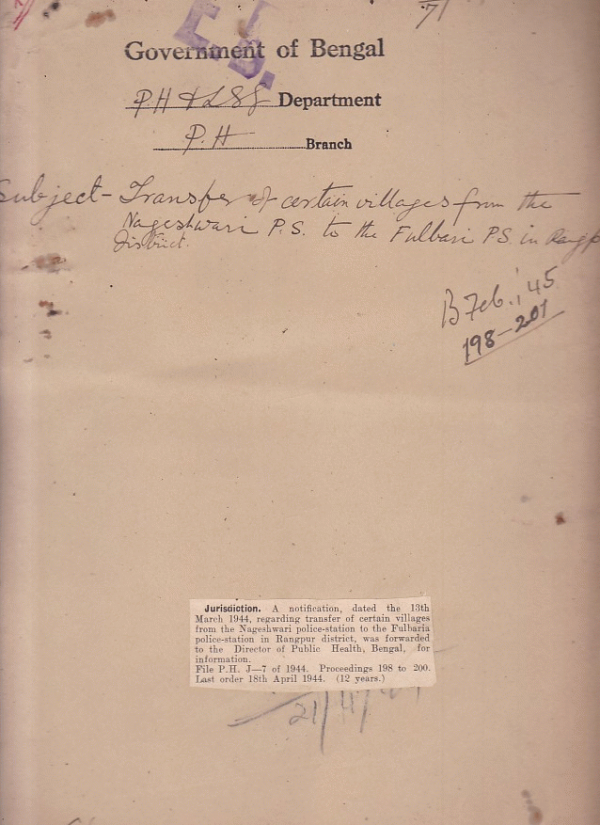 E.B.
71
Government of Bengal
P.H & LSG Department
P.H Branch
Subject - Transfer of certain villages from the
Nageshwari P.S. to the Fulbari P.S. in Rangp
District.
B Feb., '45
198-201
Jurisdiction. A notification, dated the 13th
March 1944, regarding transfer of certain villages
from the Nageshwari police-station to the Fulbaria
police-station in Rangpur district, was forwarded
to the Director of Public Health, Bengal, for
information.
File P.H. J—7 of 1944. Proceedings 198 to 200.
Last order 18th April 1944. (12 years.)